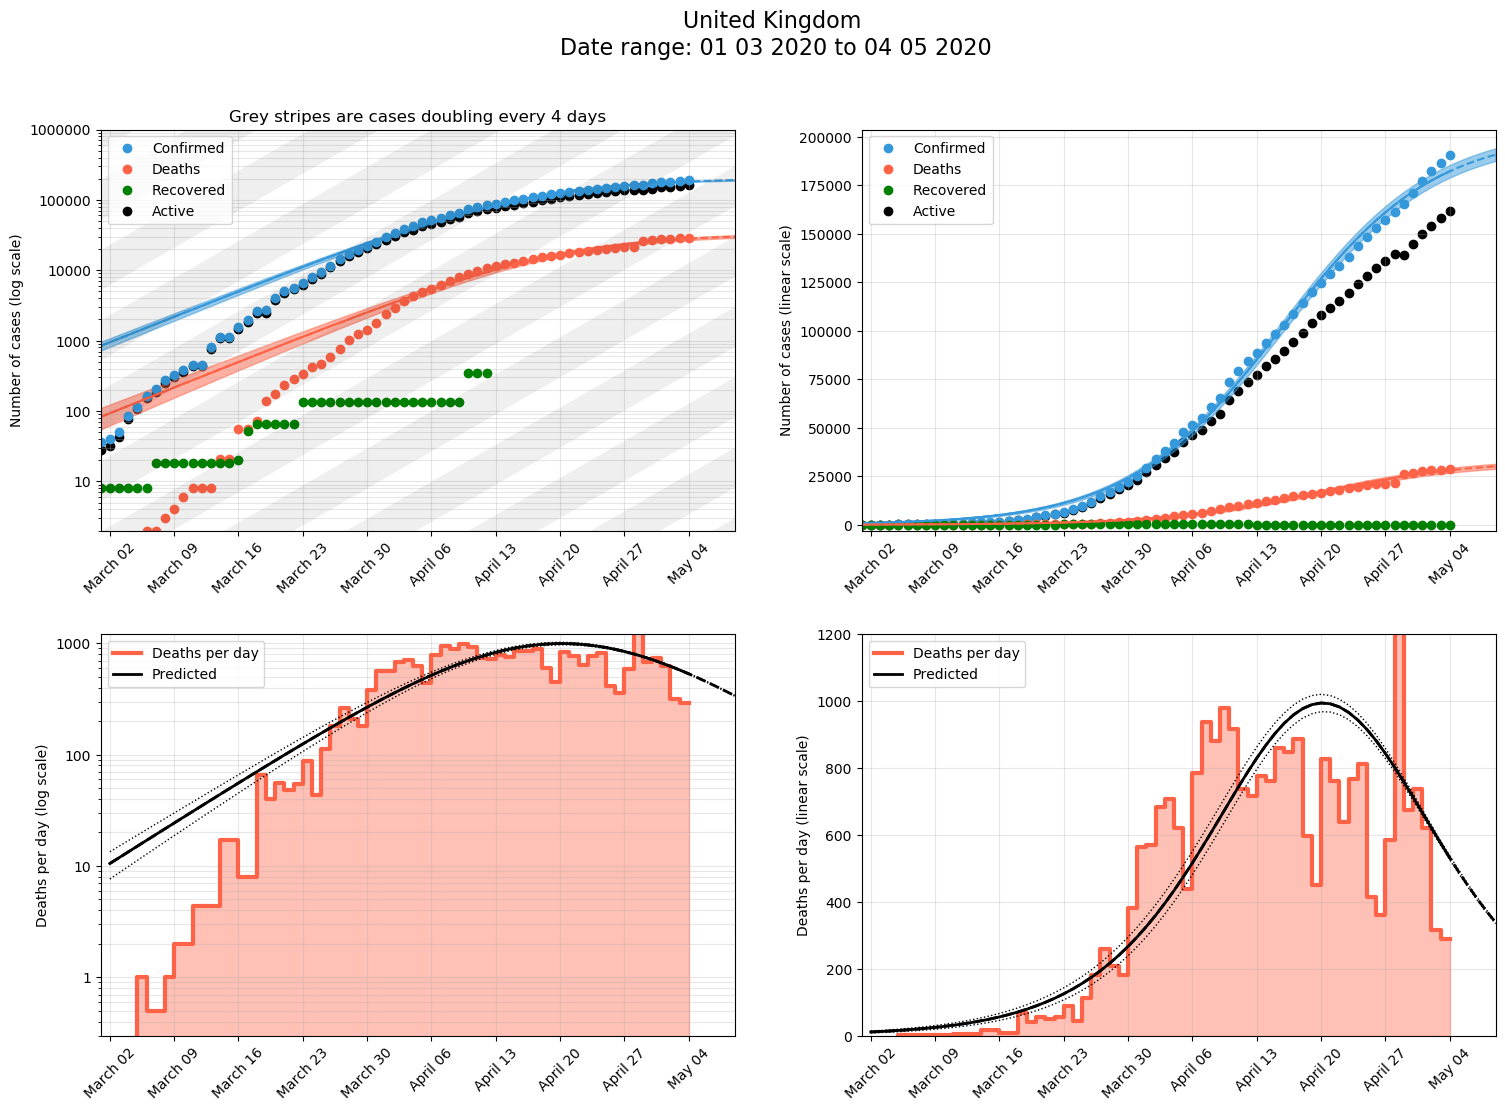 United Kingdom
Date range: 01 03 2020 to 04 05 2020
Grey stripes are cases doubling every 4 days
Number of cases (log scale)
1000000
100000
10000
1000
100
10
Confirmed
Deaths
Recovered
Active
March 02
March 09
March 16
March 23
March 30
April 06
April 13
April 20
April 27
May 04
Number of cases (linear scale)
200000
175000
150000
125000
100000
75000
50000
25000
0
Confirmed
Deaths
Recovered
Active
March 02
March 09
March 16
March 23
March 30
April 06
April 13
April 20
April 27
May 04
Deaths per day (log scale)
1000
100
10
1
Deaths per day
Predicted
March 02
March 09
March 16
March 23
March 30
April 06
April 13
April 20
April 27
May 04
Deaths per day (linear scale)
1200
1000
800
600
400
200
0
Deaths per day
Predicted
March 02
March 09
March 16
March 23
March 30
April 06
April 13
April 20
April 27
May 04